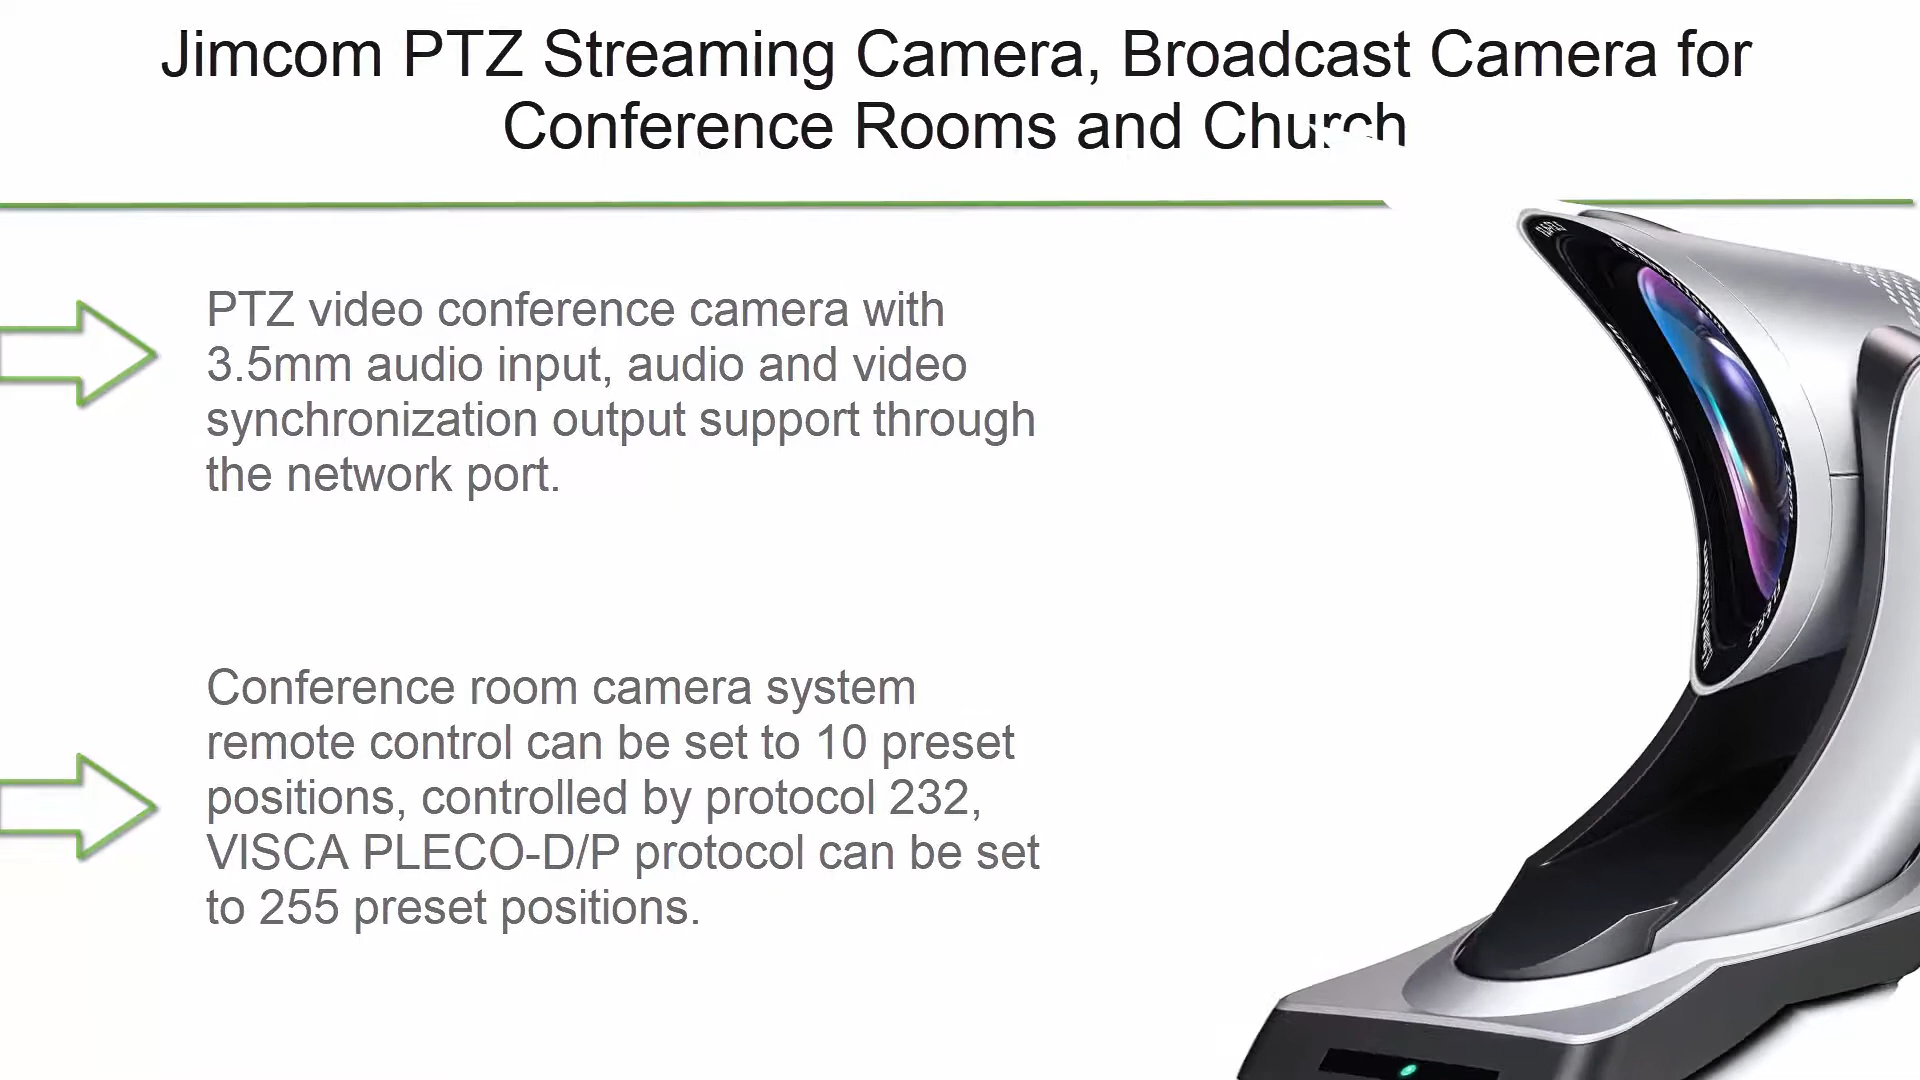 Jimcom PTZ Streaming Camera, Broadcast Camera for
Conference Rooms and Church
PTZ video conference camera with
3.5mm audio input, audio and video
synchronization output support through
the network port.
Conference room camera system
remote control can be set to 10 preset
positions, controlled by protocol 232,
VISCA PLECO-D/P protocol can be set
to 255 preset positions.